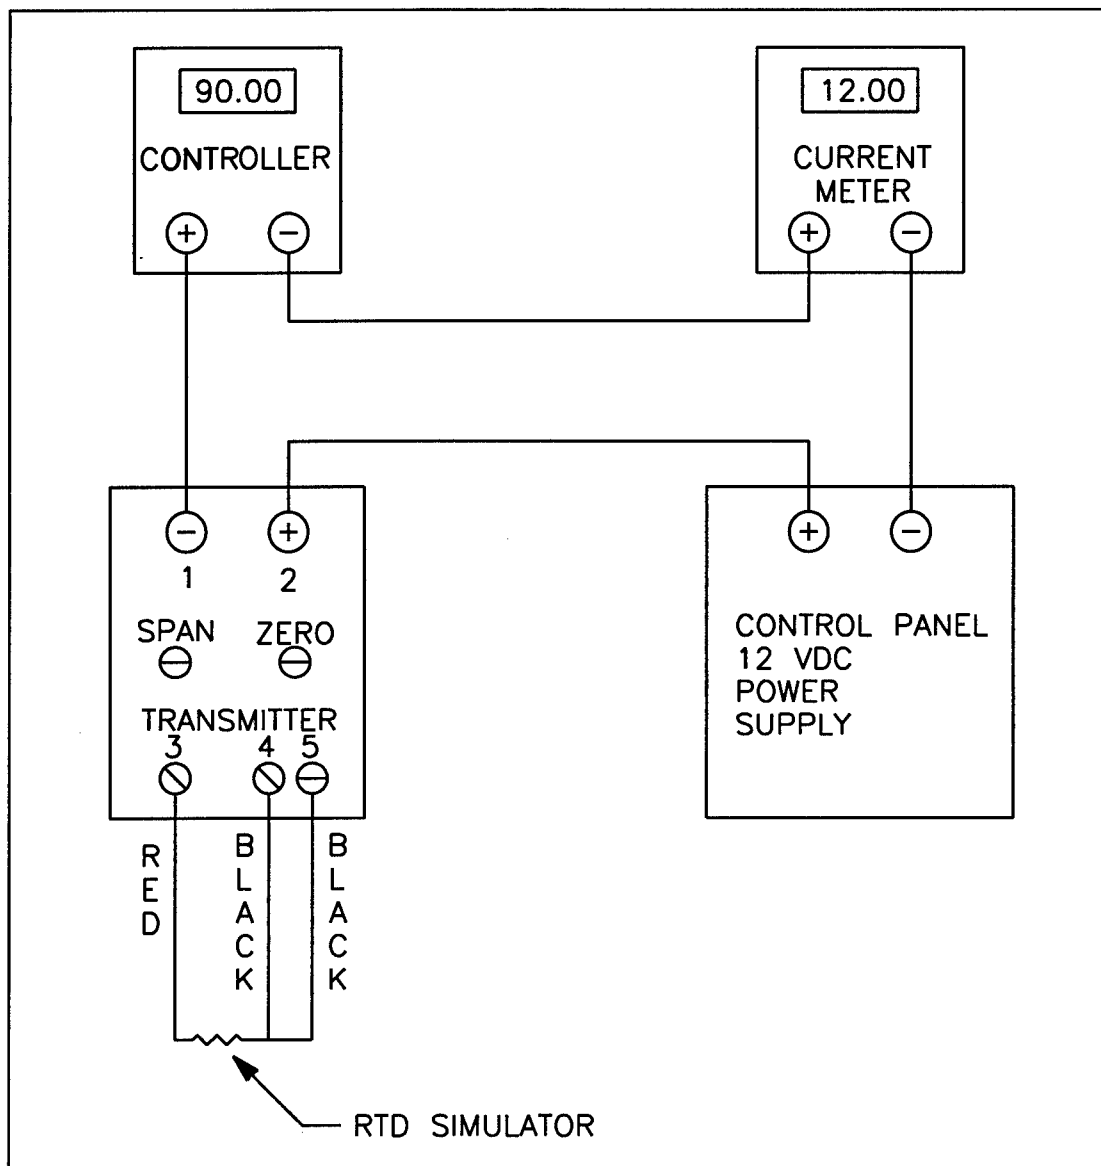 90.00
CONTROLLER
+ −
12.00
CURRENT
METER
+ −
− +
1 2
SPAN ZERO
TRANSMITTER
3 4 5
RED
BLACK
BLACK
+ −
CONTROL PANEL
12 VDC
POWER
SUPPLY
RTD SIMULATOR